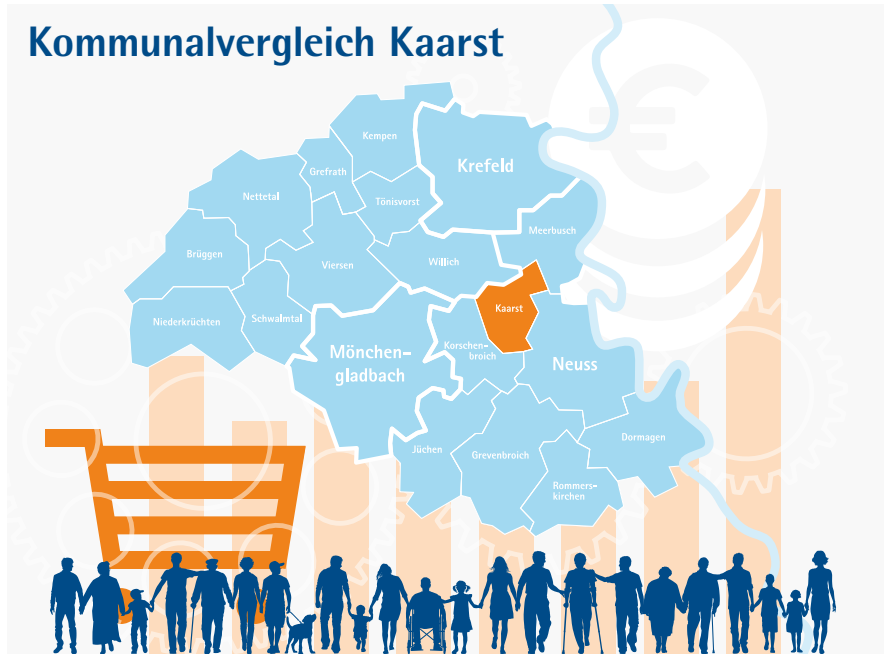 Kommunalvergleich Kaarst
Kempen
Krefeld
Grefrath
Nettetal
Tönisvorst
Meerbusch
Brüggen
Viersen
Willich
Kaarst
Niederkrüchten
Schwalmtal
Mönchen-
gladbach
Korschen-
broich
Neuss
Dormagen
Jüchen
Grevenbroich
Rommers-
kirchen
€